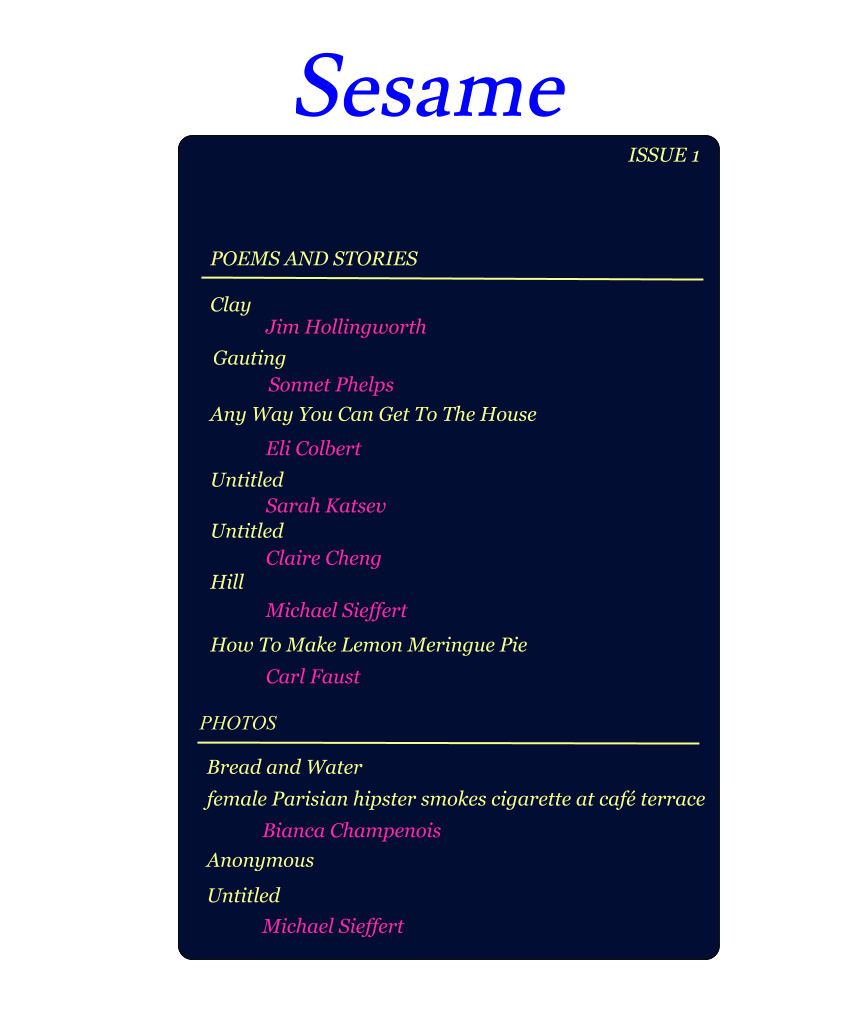 Sesame
ISSUE 1
POEMS AND STORIES
Clay
Jim Hollingworth
Gauting
Sonnet Phelps
Any Way You Can Get To The House
Eli Colbert
Untitled
Sarah Katsev
Untitled
Claire Cheng
Hill
Michael Sieffert
How To Make Lemon Meringue Pie
Carl Faust
PHOTOS
Bread and Water
female Parisian hipster smokes cigarette at café terrace
Bianca Champenois
Anonymous
Untitled
Michael Sieffert